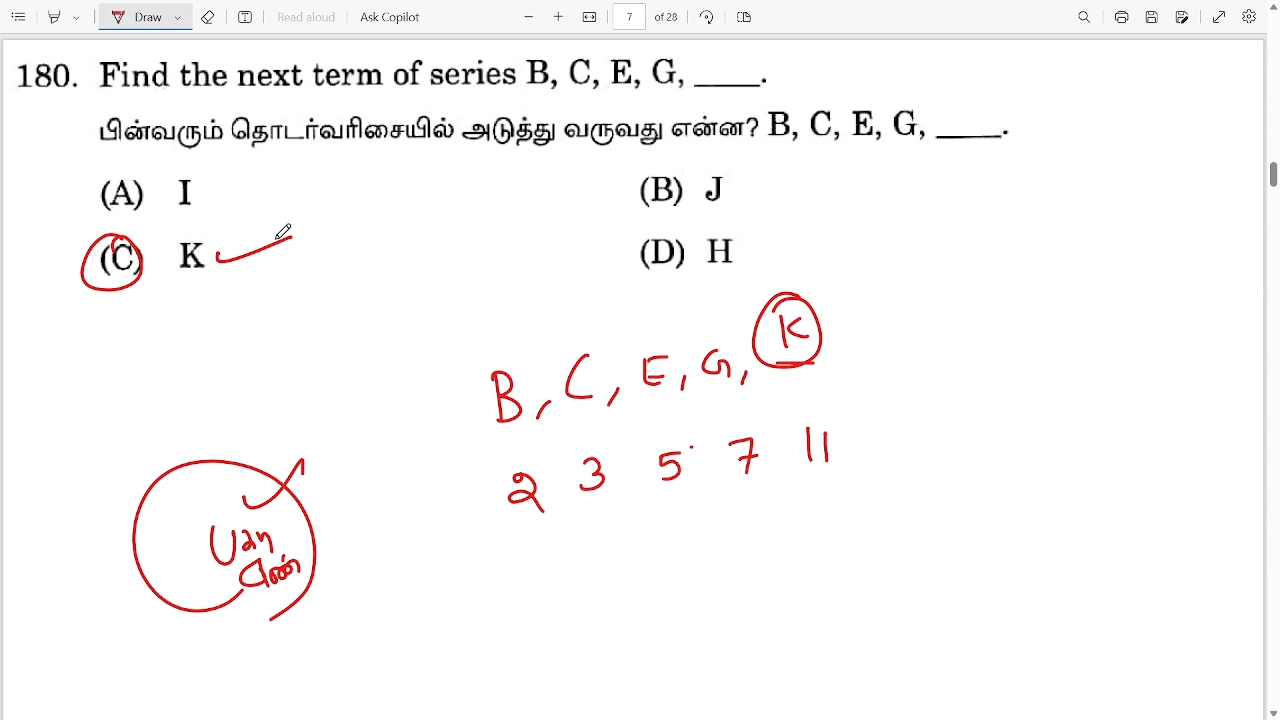 Draw Read aloud Ask Copilot 7 of 28
180. Find the next term of series B, C, E, G, ____.
பின்வரும் தொடர்வரிசையில் அடுத்து வருவது என்ன? B, C, E, G, ____.
(A) I (B) J
(C) K (D) H
B, C, E, G, K
2 3 5 7 11
எண்